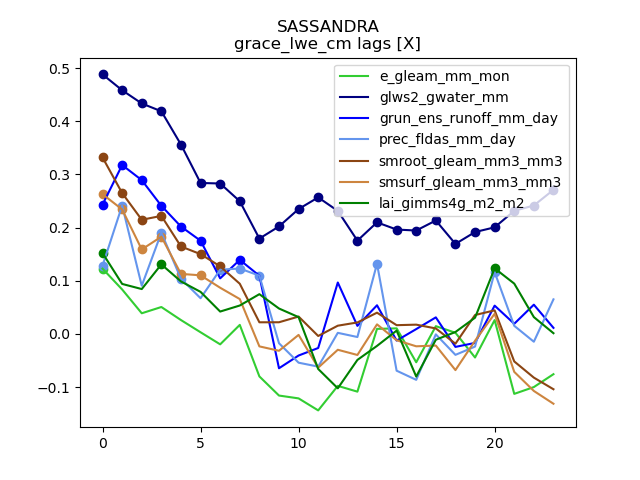 SASSANDRA
grace_lwe_cm lags [X]
0.5
0.4
0.3
0.2
0.1
0.0
−0.1
0
5
10
15
20
e_gleam_mm_mon
glws2_gwater_mm
grun_ens_runoff_mm_day
prec_fldas_mm_day
smroot_gleam_mm3_mm3
smsurf_gleam_mm3_mm3
lai_gimms4g_m2_m2